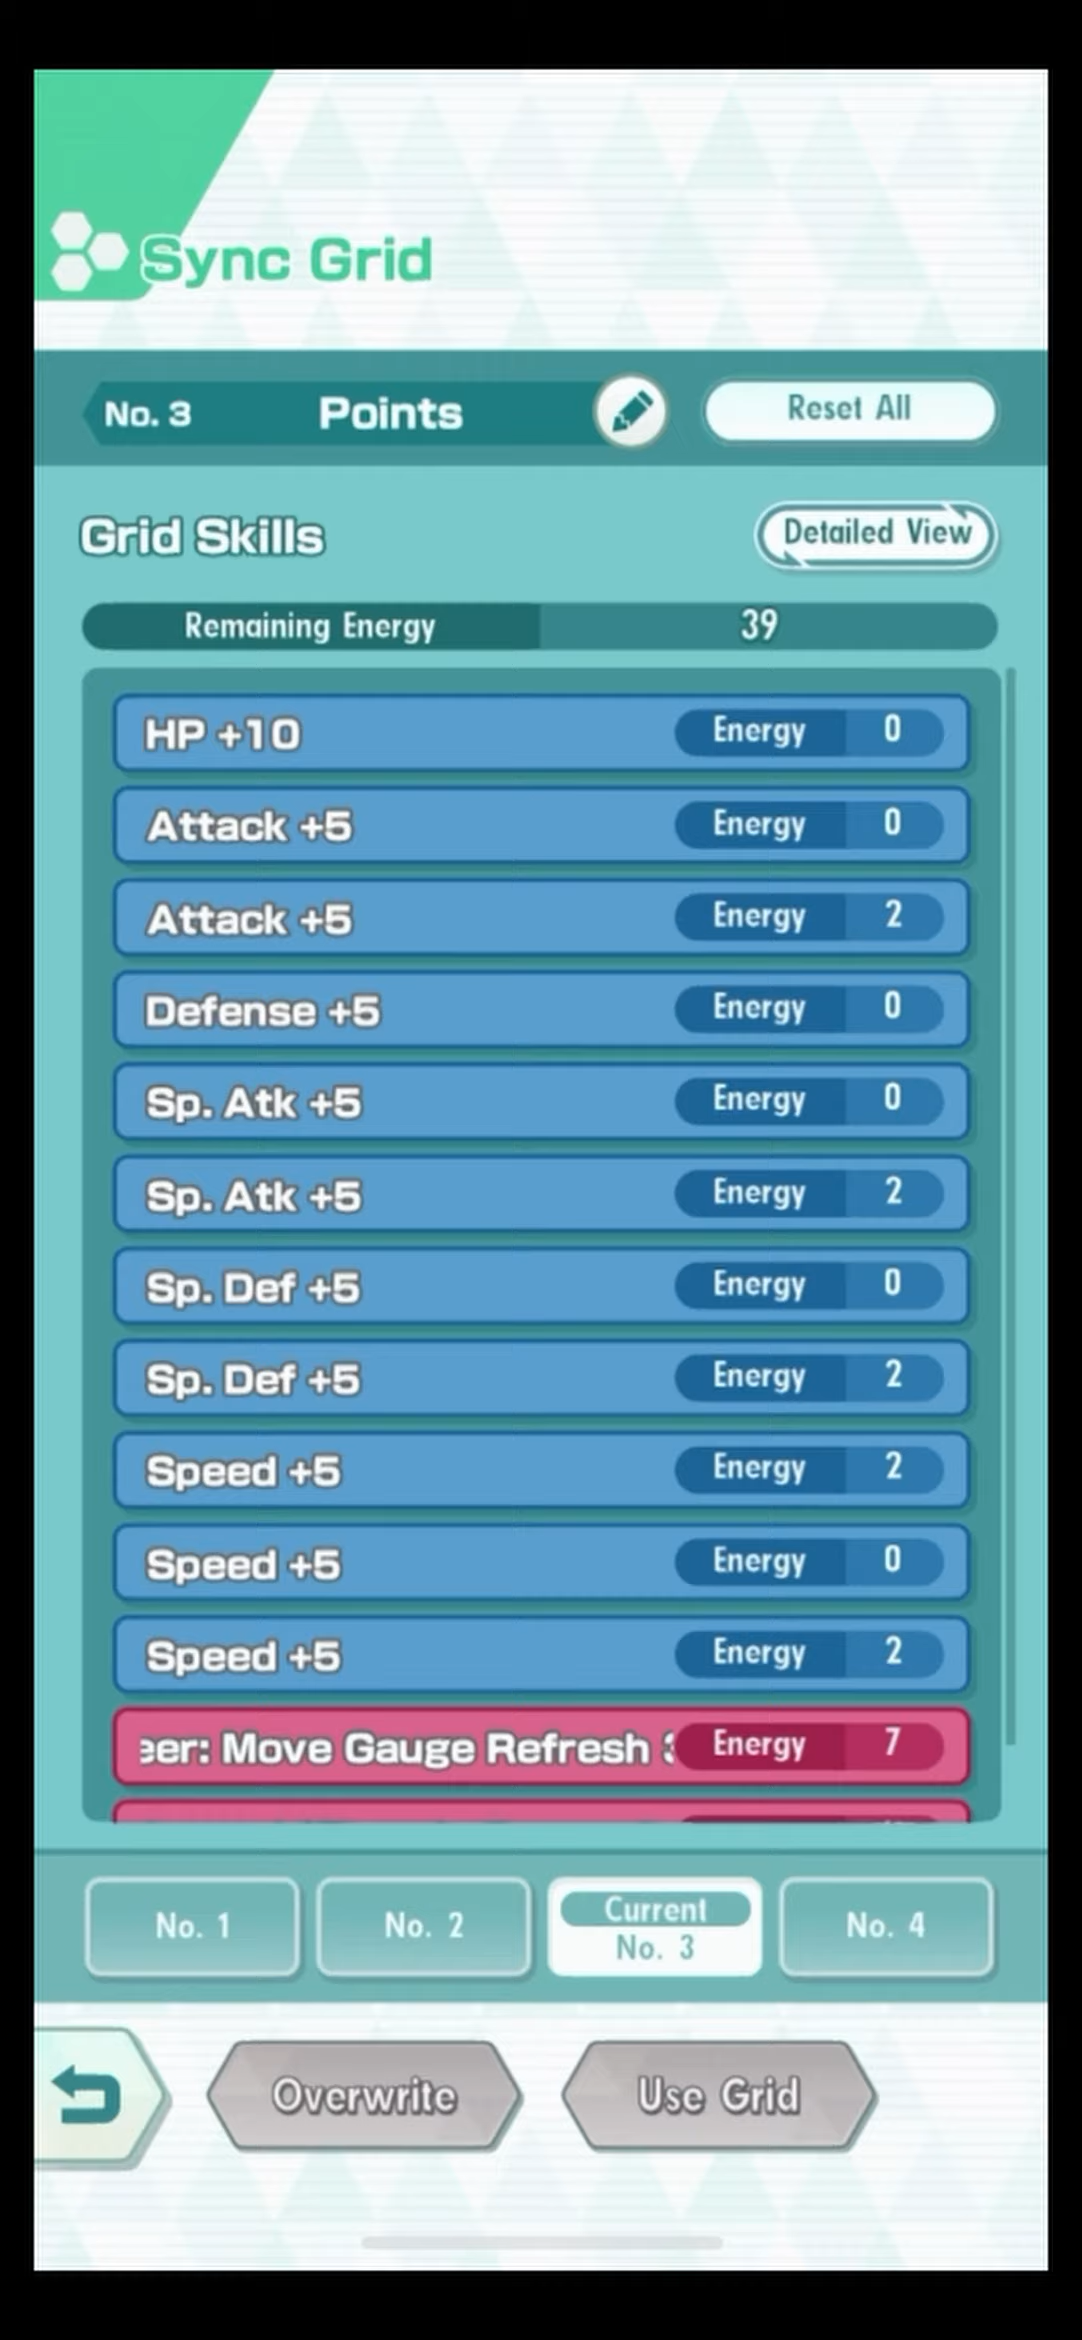 Sync Grid
No. 3 Points Reset All
Grid Skills Detailed View
Remaining Energy 39
HP +10 Energy 0
Attack +5 Energy 0
Attack +5 Energy 2
Defense +5 Energy 0
Sp. Atk +5 Energy 0
Sp. Atk +5 Energy 2
Sp. Def +5 Energy 0
Sp. Def +5 Energy 2
Speed +5 Energy 2
Speed +5 Energy 0
Speed +5 Energy 2
eer: Move Gauge Refresh 3 Energy 7
No. 1 No. 2 Current No. 3 No. 4
Overwrite Use Grid